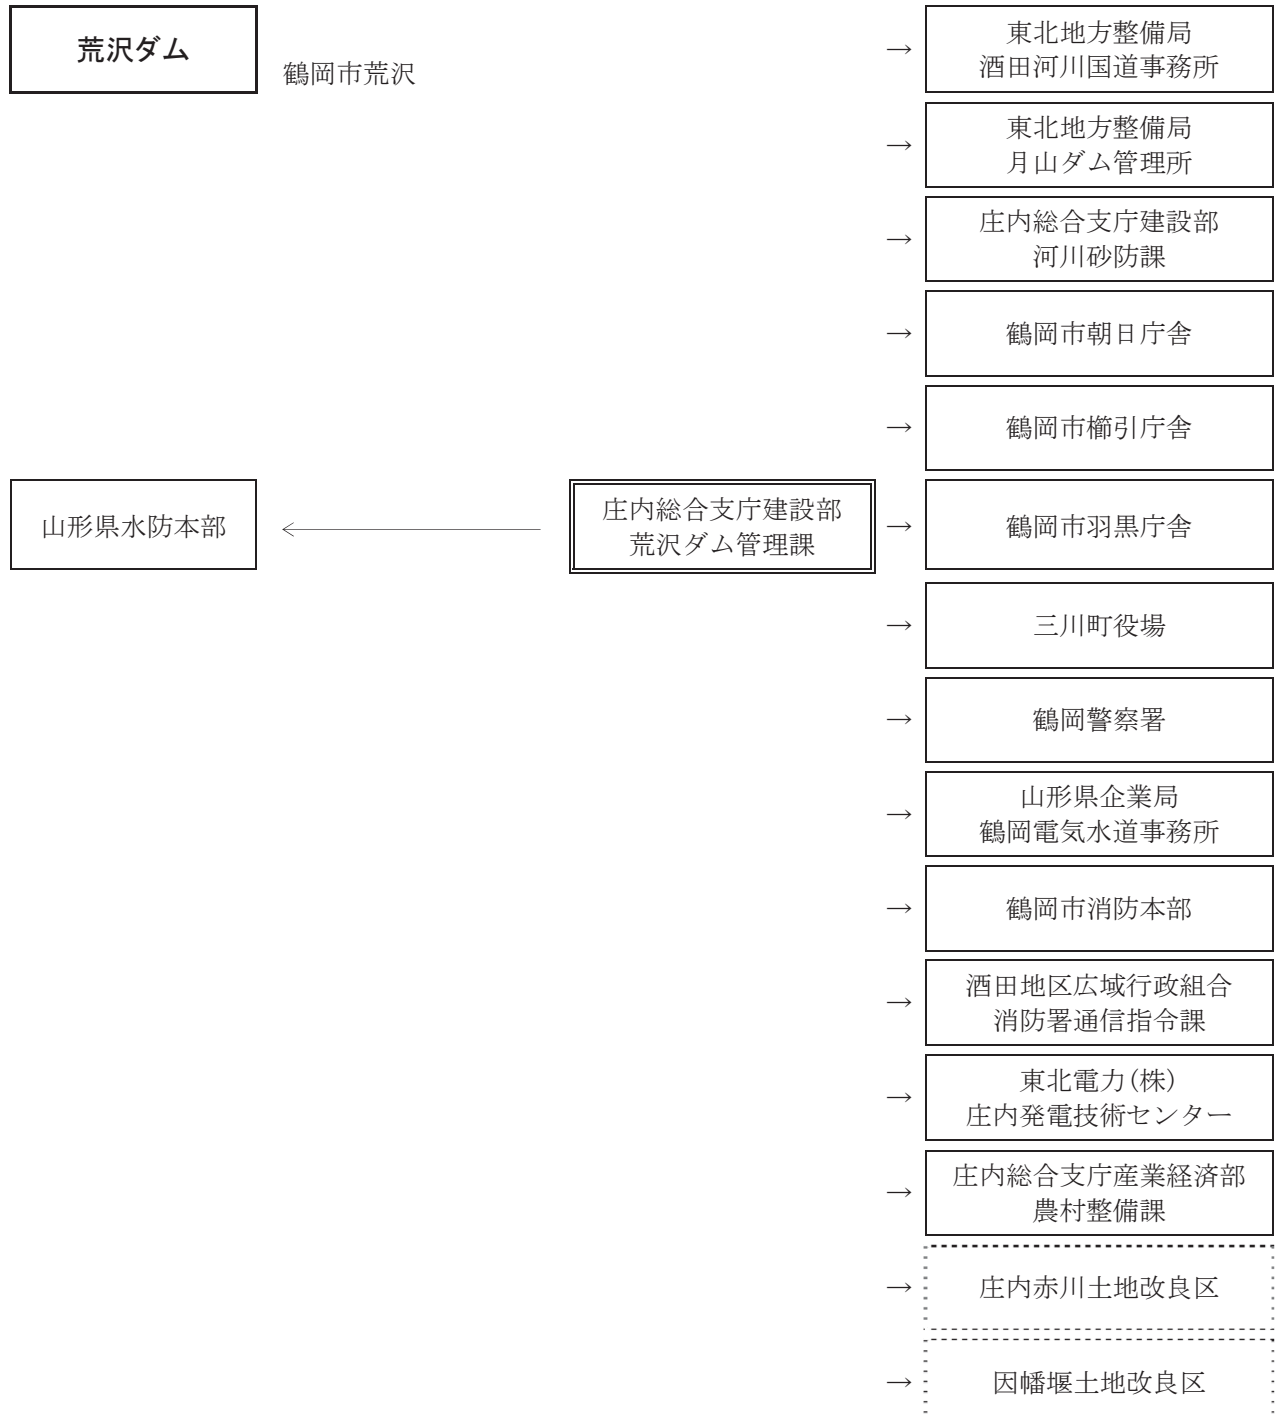 荒沢ダム
鶴岡市荒沢
→
東北地方整備局
酒田河川国道事務所
→
東北地方整備局
月山ダム管理所
→
庄内総合支庁建設部
河川砂防課
→
鶴岡市朝日庁舎
→
鶴岡市櫛引庁舎
山形県水防本部
庄内総合支庁建設部
荒沢ダム管理課
→
鶴岡市羽黒庁舎
→
三川町役場
→
鶴岡警察署
→
山形県企業局
鶴岡電気水道事務所
→
鶴岡市消防本部
→
酒田地区広域行政組合
消防署通信指令課
→
東北電力(株)
庄内発電技術センター
→
庄内総合支庁産業経済部
農村整備課
→
庄内赤川土地改良区
→
因幡堰土地改良区